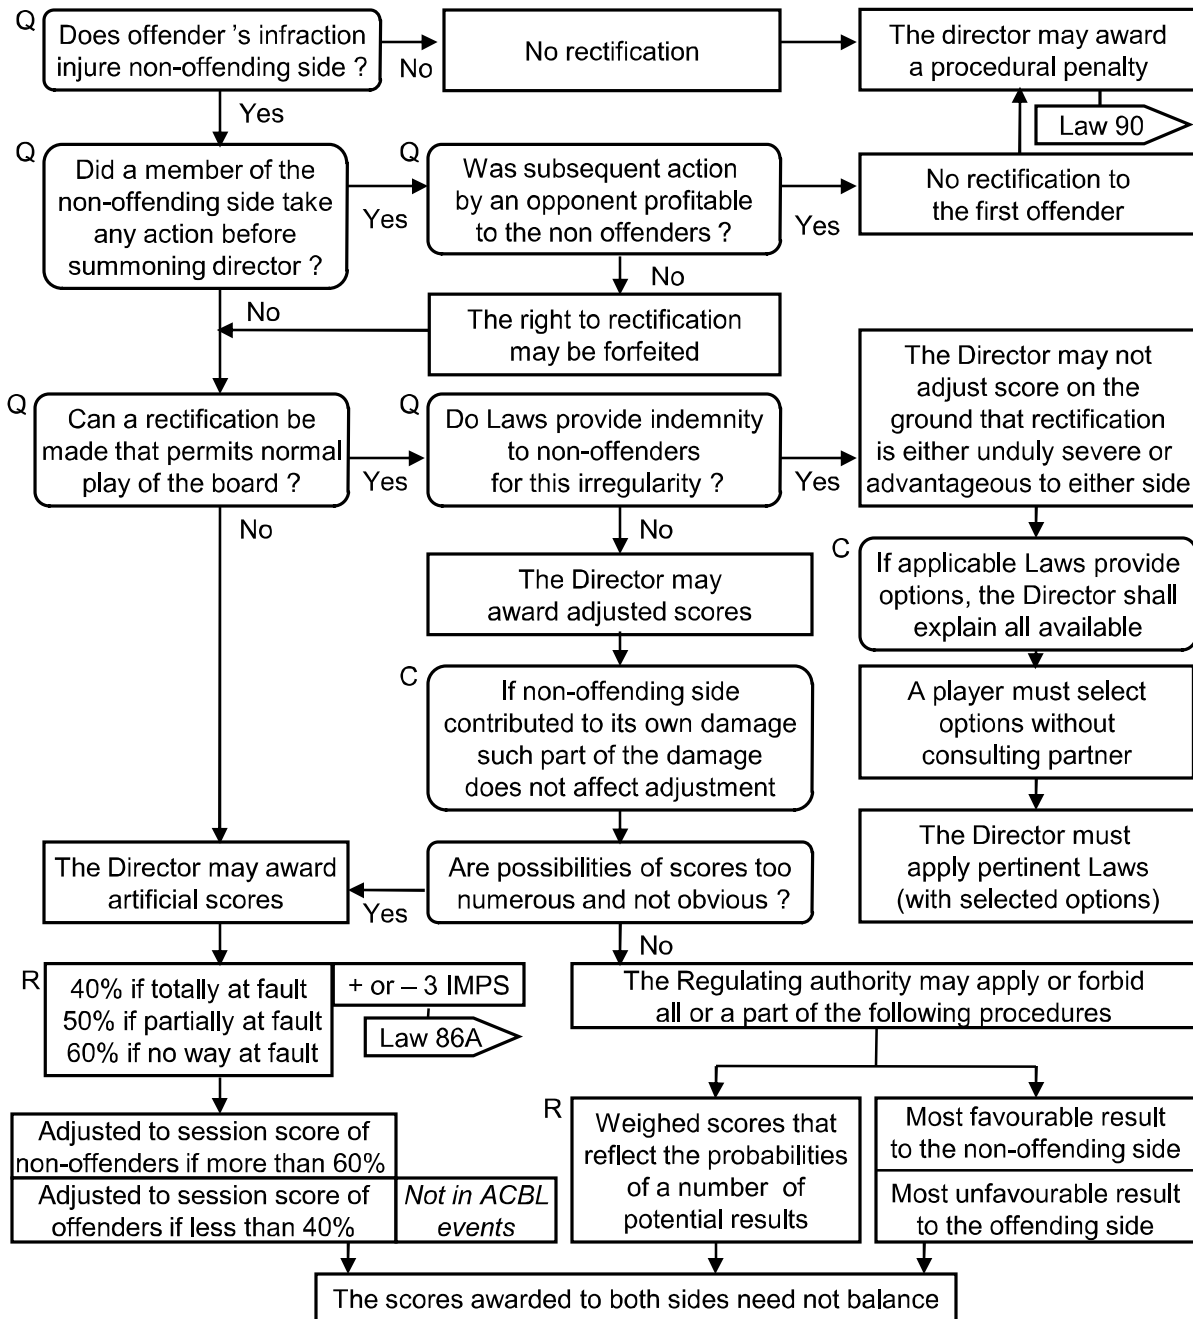 Q
Does offender ’s infraction
injure non-offending side ?
No
No rectification
The director may award
a procedural penalty
Yes
Law 90
Q
Did a member of the
non-offending side take
any action before
summoning director ?
Yes
Q
Was subsequent action
by an opponent profitable
to the non offenders ?
Yes
No rectification to
the first offender
No
No
The right to rectification
may be forfeited
The Director may not
adjust score on the
ground that rectification
is either unduly severe or
advantageous to either side
Q
Can a rectification be
made that permits normal
play of the board ?
Yes
Q
Do Laws provide indemnity
to non-offenders
for this irregularity ?
Yes
No
No
The Director may
award adjusted scores
C
If applicable Laws provide
options, the Director shall
explain all available
C
If non-offending side
contributed to its own damage
such part of the damage
does not affect adjustment
A player must select
options without
consulting partner
The Director may award
artificial scores
Yes
Are possibilities of scores too
numerous and not obvious ?
The Director must
apply pertinent Laws
(with selected options)
No
R
40% if totally at fault
50% if partially at fault
60% if no way at fault
+ or – 3 IMPS
Law 86A
The Regulating authority may apply or forbid
all or a part of the following procedures
Adjusted to session score of
non-offenders if more than 60%
Adjusted to session score of
offenders if less than 40%
Not in ACBL
events
R
Weighed scores that
reflect the probabilities
of a number of
potential results
Most favourable result
to the non-offending side
Most unfavourable result
to the offending side
The scores awarded to both sides need not balance